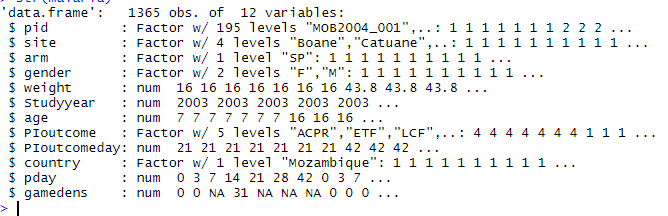 'data.frame':   1365 obs. of  12 variables:
 $ pid         : Factor w/ 195 levels "MOB2004_001",..: 1 1 1 1 1 1 1 2 2 2 ...
 $ site        : Factor w/ 4 levels "Boane","Catuane",..: 1 1 1 1 1 1 1 1 1 1 ...
 $ arm         : Factor w/ 1 level "SP": 1 1 1 1 1 1 1 1 1 1 ...
 $ gender      : Factor w/ 2 levels "F","M": 1 1 1 1 1 1 1 1 1 1 ...
 $ weight      : num  16 16 16 16 16 16 16 43.8 43.8 43.8 ...
 $ Studyyear   : num  2003 2003 2003 2003 2003 ...
 $ age         : num  7 7 7 7 7 7 7 16 16 16 ...
 $ PIoutcome   : Factor w/ 5 levels "ACPR","ETF","LCF",..: 4 4 4 4 4 4 4 1 1 1 ...
 $ PIoutcomeday: num  21 21 21 21 21 21 21 42 42 42 ...
 $ country     : Factor w/ 1 level "Mozambique": 1 1 1 1 1 1 1 1 1 1 ...
 $ pday        : num  0 3 7 14 21 28 42 0 3 7 ...
 $ gamedens    : num  0 0 NA 31 NA NA NA 0 0 0 ...
>